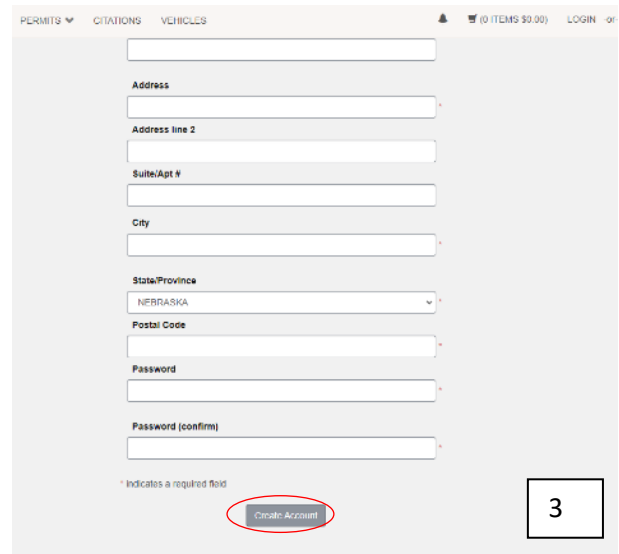 PERMITS CITATIONS VEHICLES (0 ITEMS $0.00) LOGIN -or-
Address
*
Address line 2
Suite/Apt #
City
*
State/Province
NEBRASKA *
Postal Code
*
Password
*
Password (confirm)
*
* Indicates a required field
Create Account
3